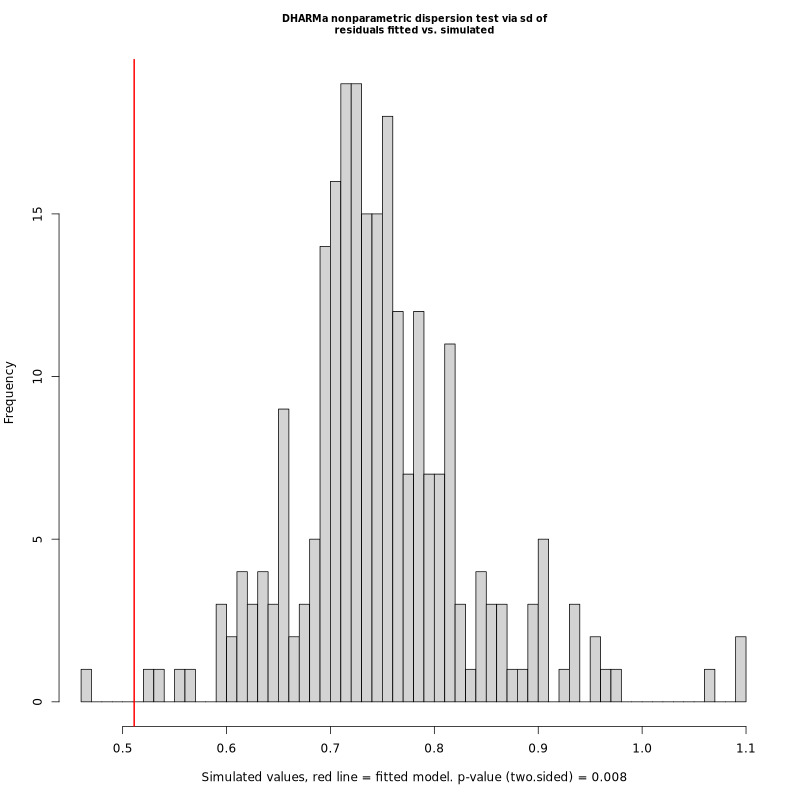 DHARMa nonparametric dispersion test via sd of
residuals fitted vs. simulated
Frequency
15
10
5
0
0.5 0.6 0.7 0.8 0.9 1.0 1.1
Simulated values, red line = fitted model. p-value (two.sided) = 0.008